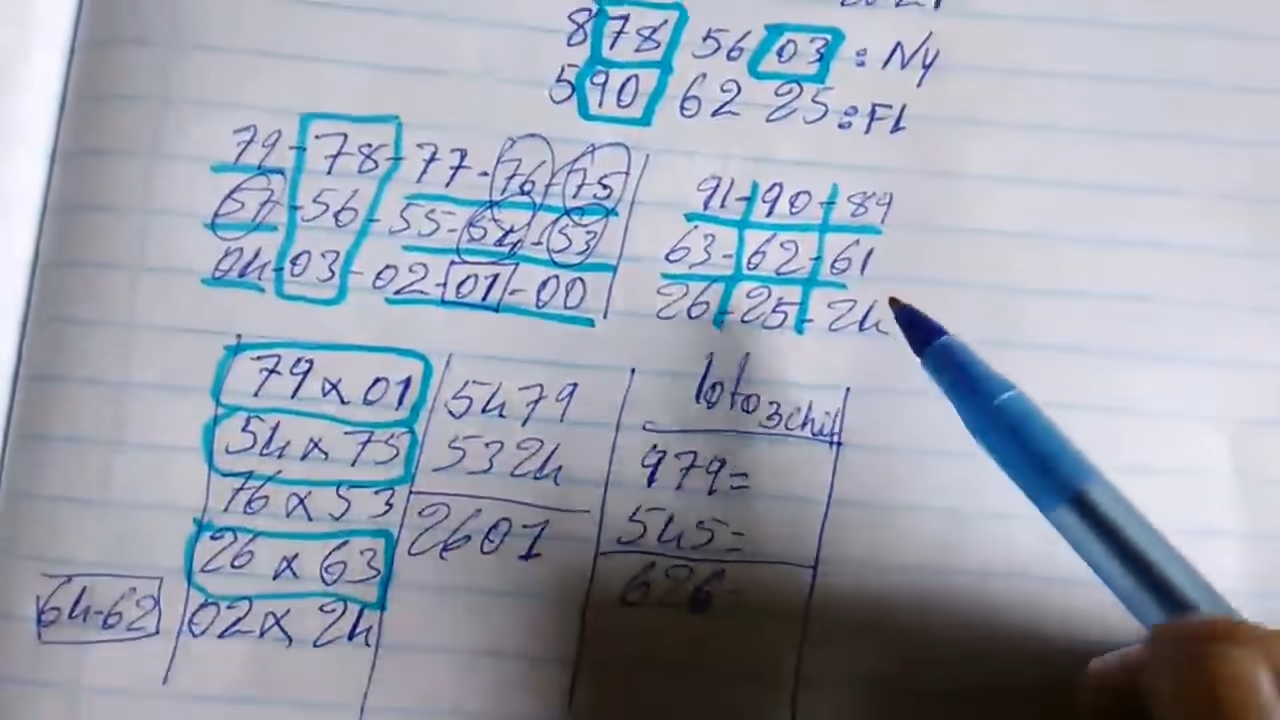 878 56 03 : NY
590 62 25 : FL
79-78-77-76-75
57-56-55-54-53
04-03-02-01-00
91-90-89
63-62-61
26-25-24
79x01
54x75
76x53
26x63
64-62
02x24
5479
5324
2601
loto3chif
979=
545=
626-